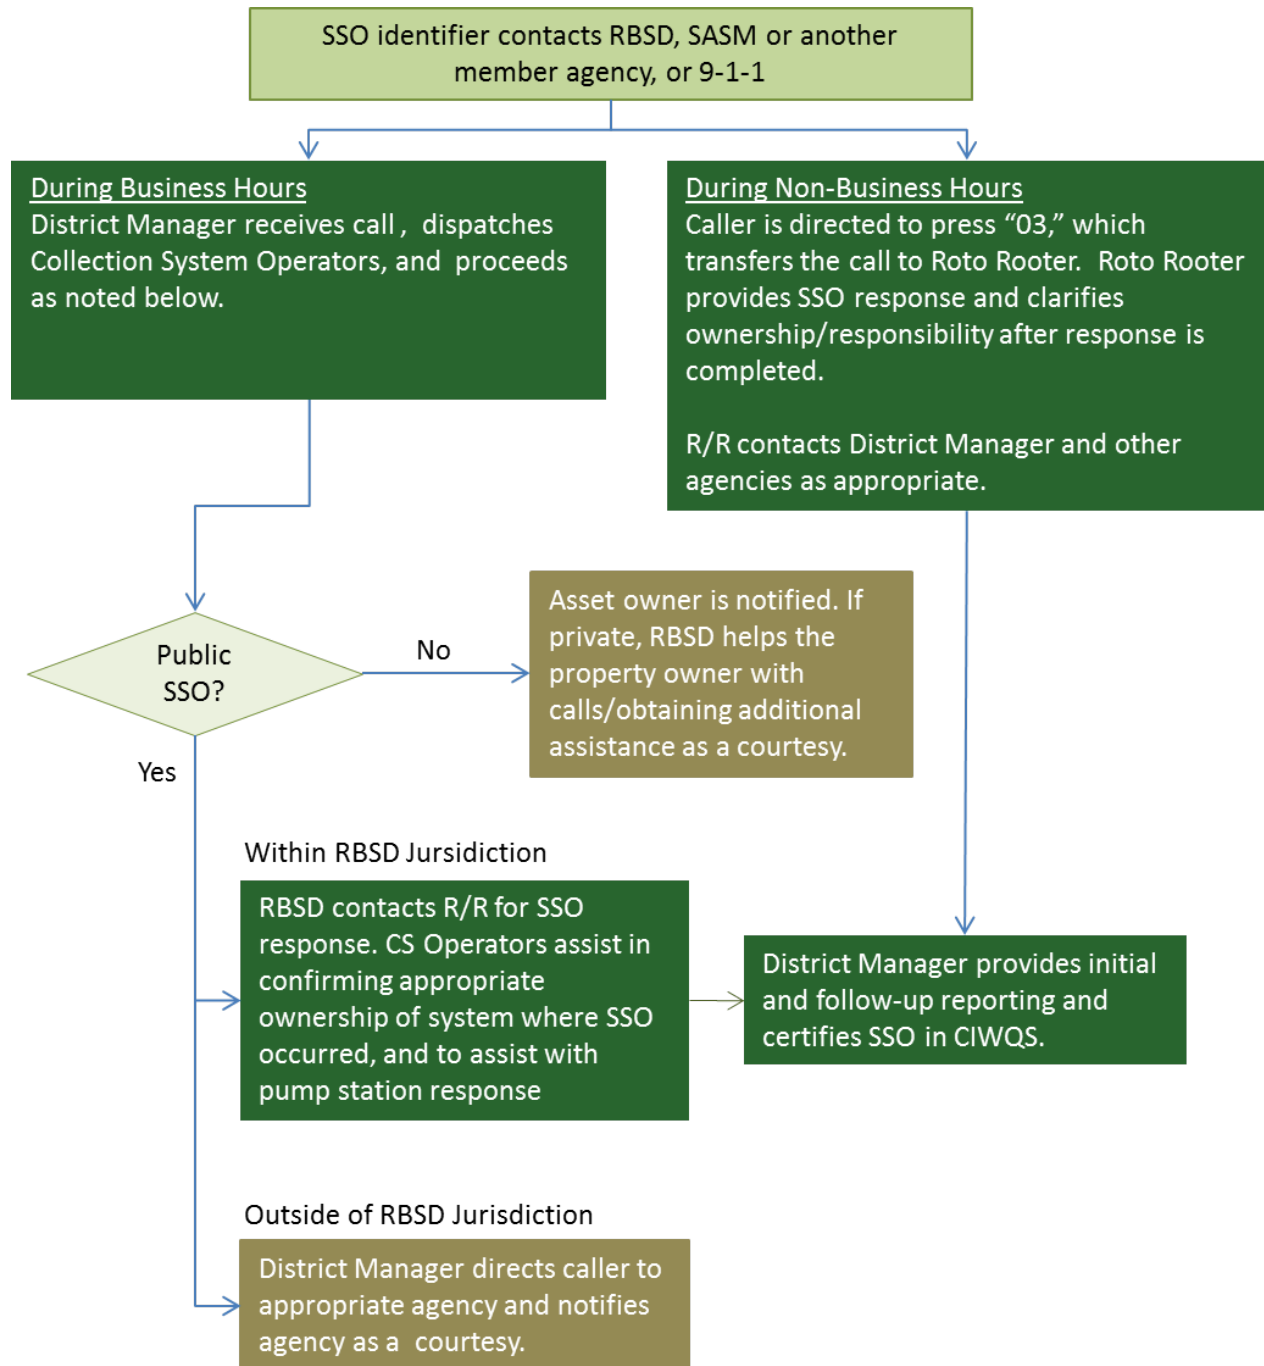 SSO identifier contacts RBSD, SASM or another
member agency, or 9-1-1
During Business Hours
District Manager receives call , dispatches
Collection System Operators, and proceeds
as noted below.
During Non-Business Hours
Caller is directed to press “03,” which
transfers the call to Roto Rooter. Roto Rooter
provides SSO response and clarifies
ownership/responsibility after response is
completed.
R/R contacts District Manager and other
agencies as appropriate.
Public
SSO?
No
Asset owner is notified. If
private, RBSD helps the
property owner with
calls/obtaining additional
assistance as a courtesy.
Yes
Within RBSD Jursidiction
RBSD contacts R/R for SSO
response. CS Operators assist in
confirming appropriate
ownership of system where SSO
occurred, and to assist with
pump station response
District Manager provides initial
and follow-up reporting and
certifies SSO in CIWQS.
Outside of RBSD Jurisdiction
District Manager directs caller to
appropriate agency and notifies
agency as a courtesy.